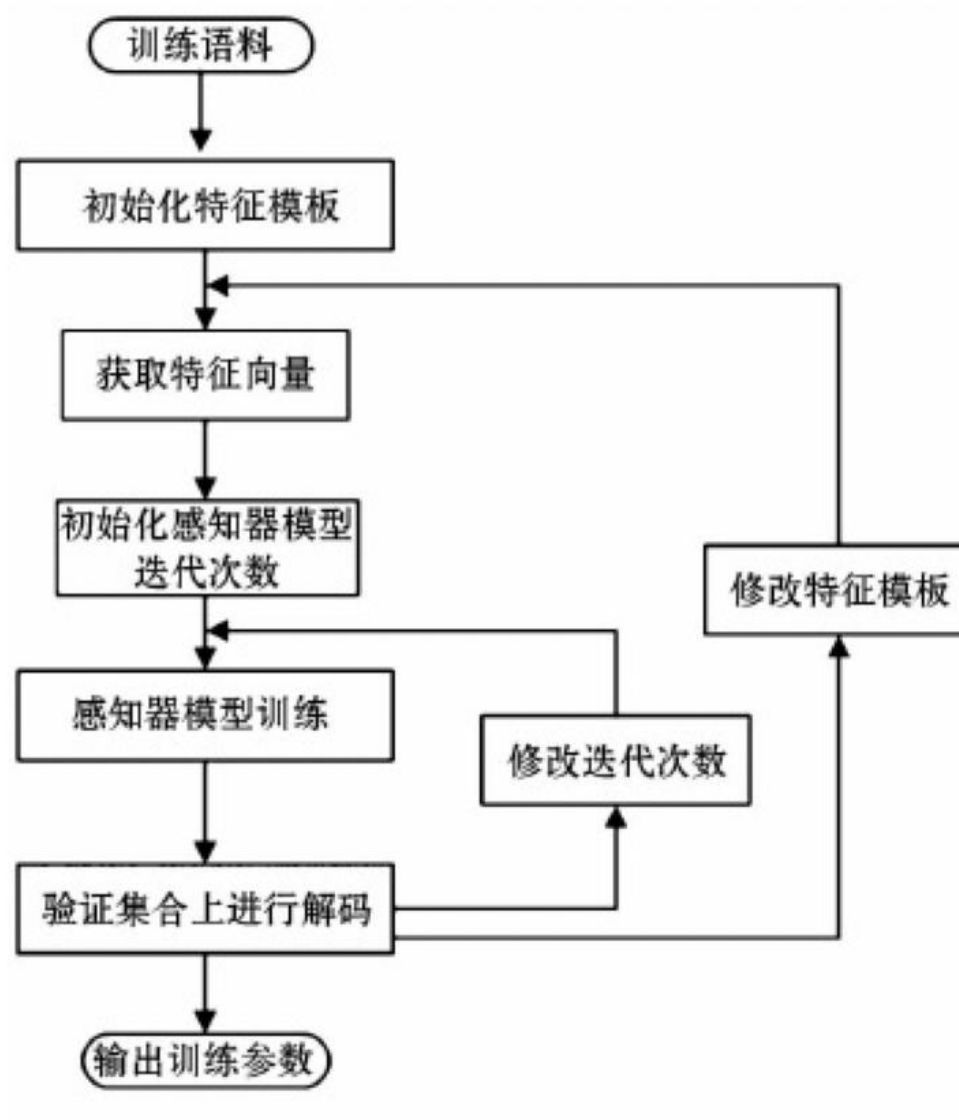 训练语料
初始化特征模板
获取特征向量
初始化感知器模型
迭代次数
修改特征模板
感知器模型训练
修改迭代次数
验证集合上进行解码
输出训练参数